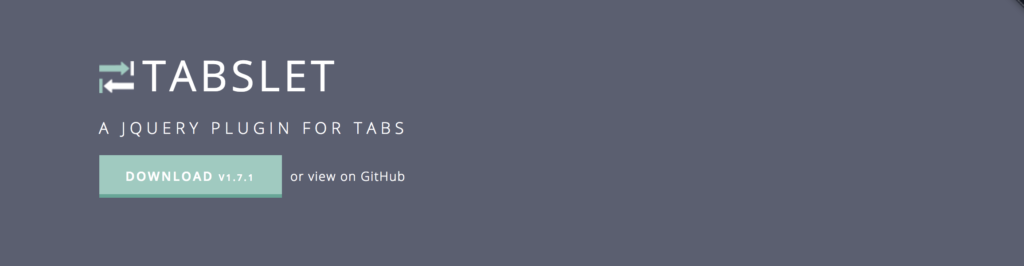 TABSLET
A JQUERY PLUGIN FOR TABS
DOWNLOAD V1.7.1 or view on GitHub